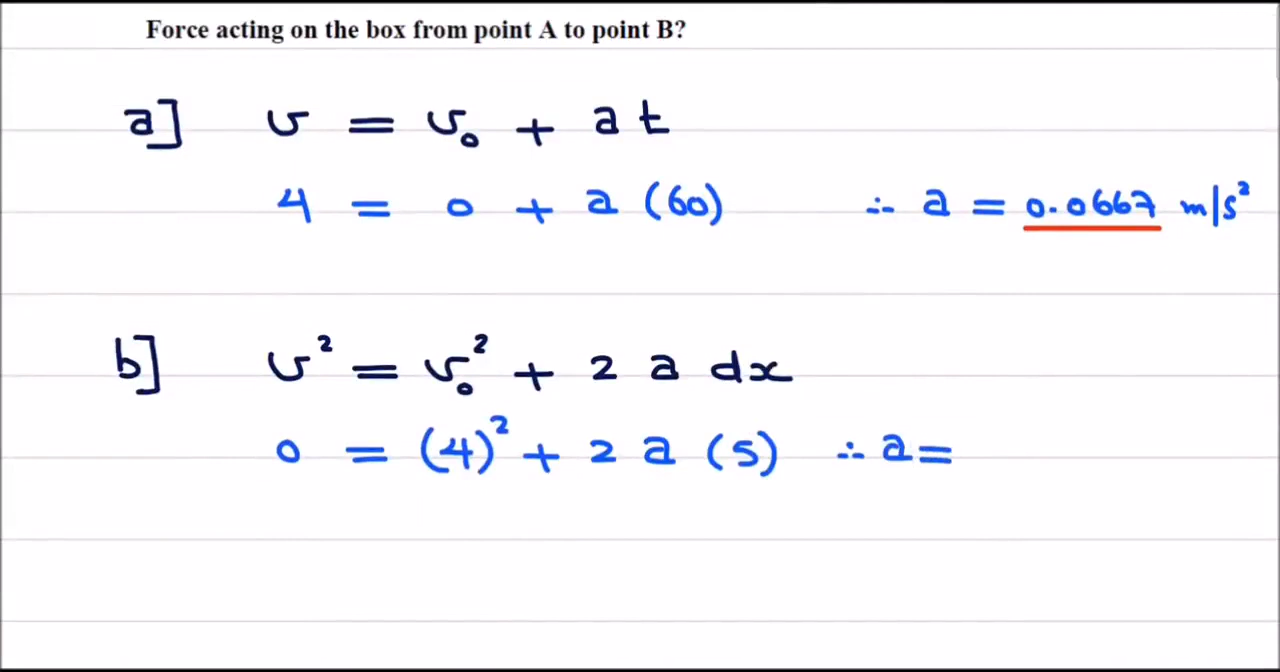 Force acting on the box from point A to point B?
a] v = v₀ + a t
4 = 0 + a (60) ∴ a = 0.0667 m/s²
b] v² = v₀² + 2 a dx
0 = (4)² + 2 a (5) ∴ a =